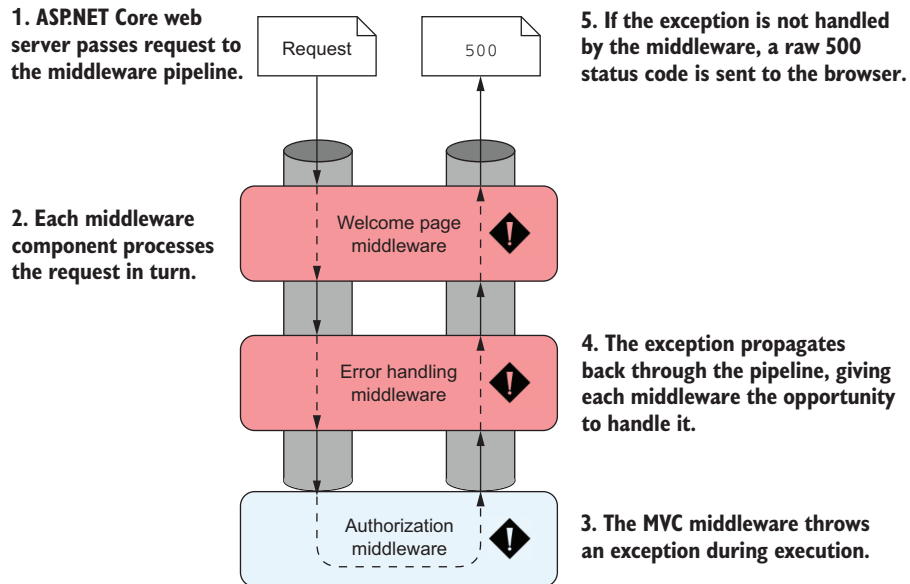 1. ASP.NET Core web
server passes request to
the middleware pipeline.
Request
500
5. If the exception is not handled
by the middleware, a raw 500
status code is sent to the browser.
2. Each middleware
component processes
the request in turn.
Welcome page
middleware
Error handling
middleware
4. The exception propagates
back through the pipeline, giving
each middleware the opportunity
to handle it.
Authorization
middleware
3. The MVC middleware throws
an exception during execution.